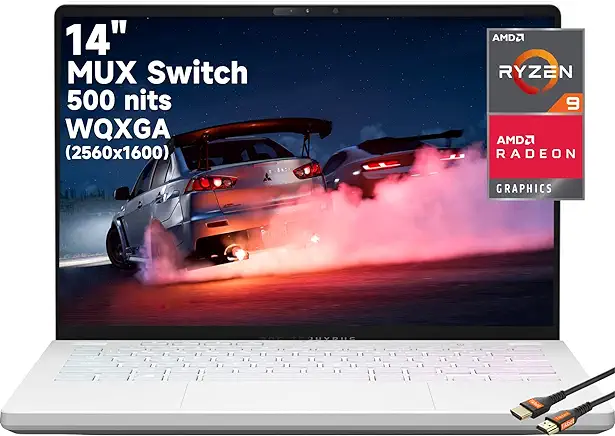 14"
MUX Switch
500 nits
WQXGA
(2560x1600)
AMD
RYZEN
9
AMD
RADEON
GRAPHICS